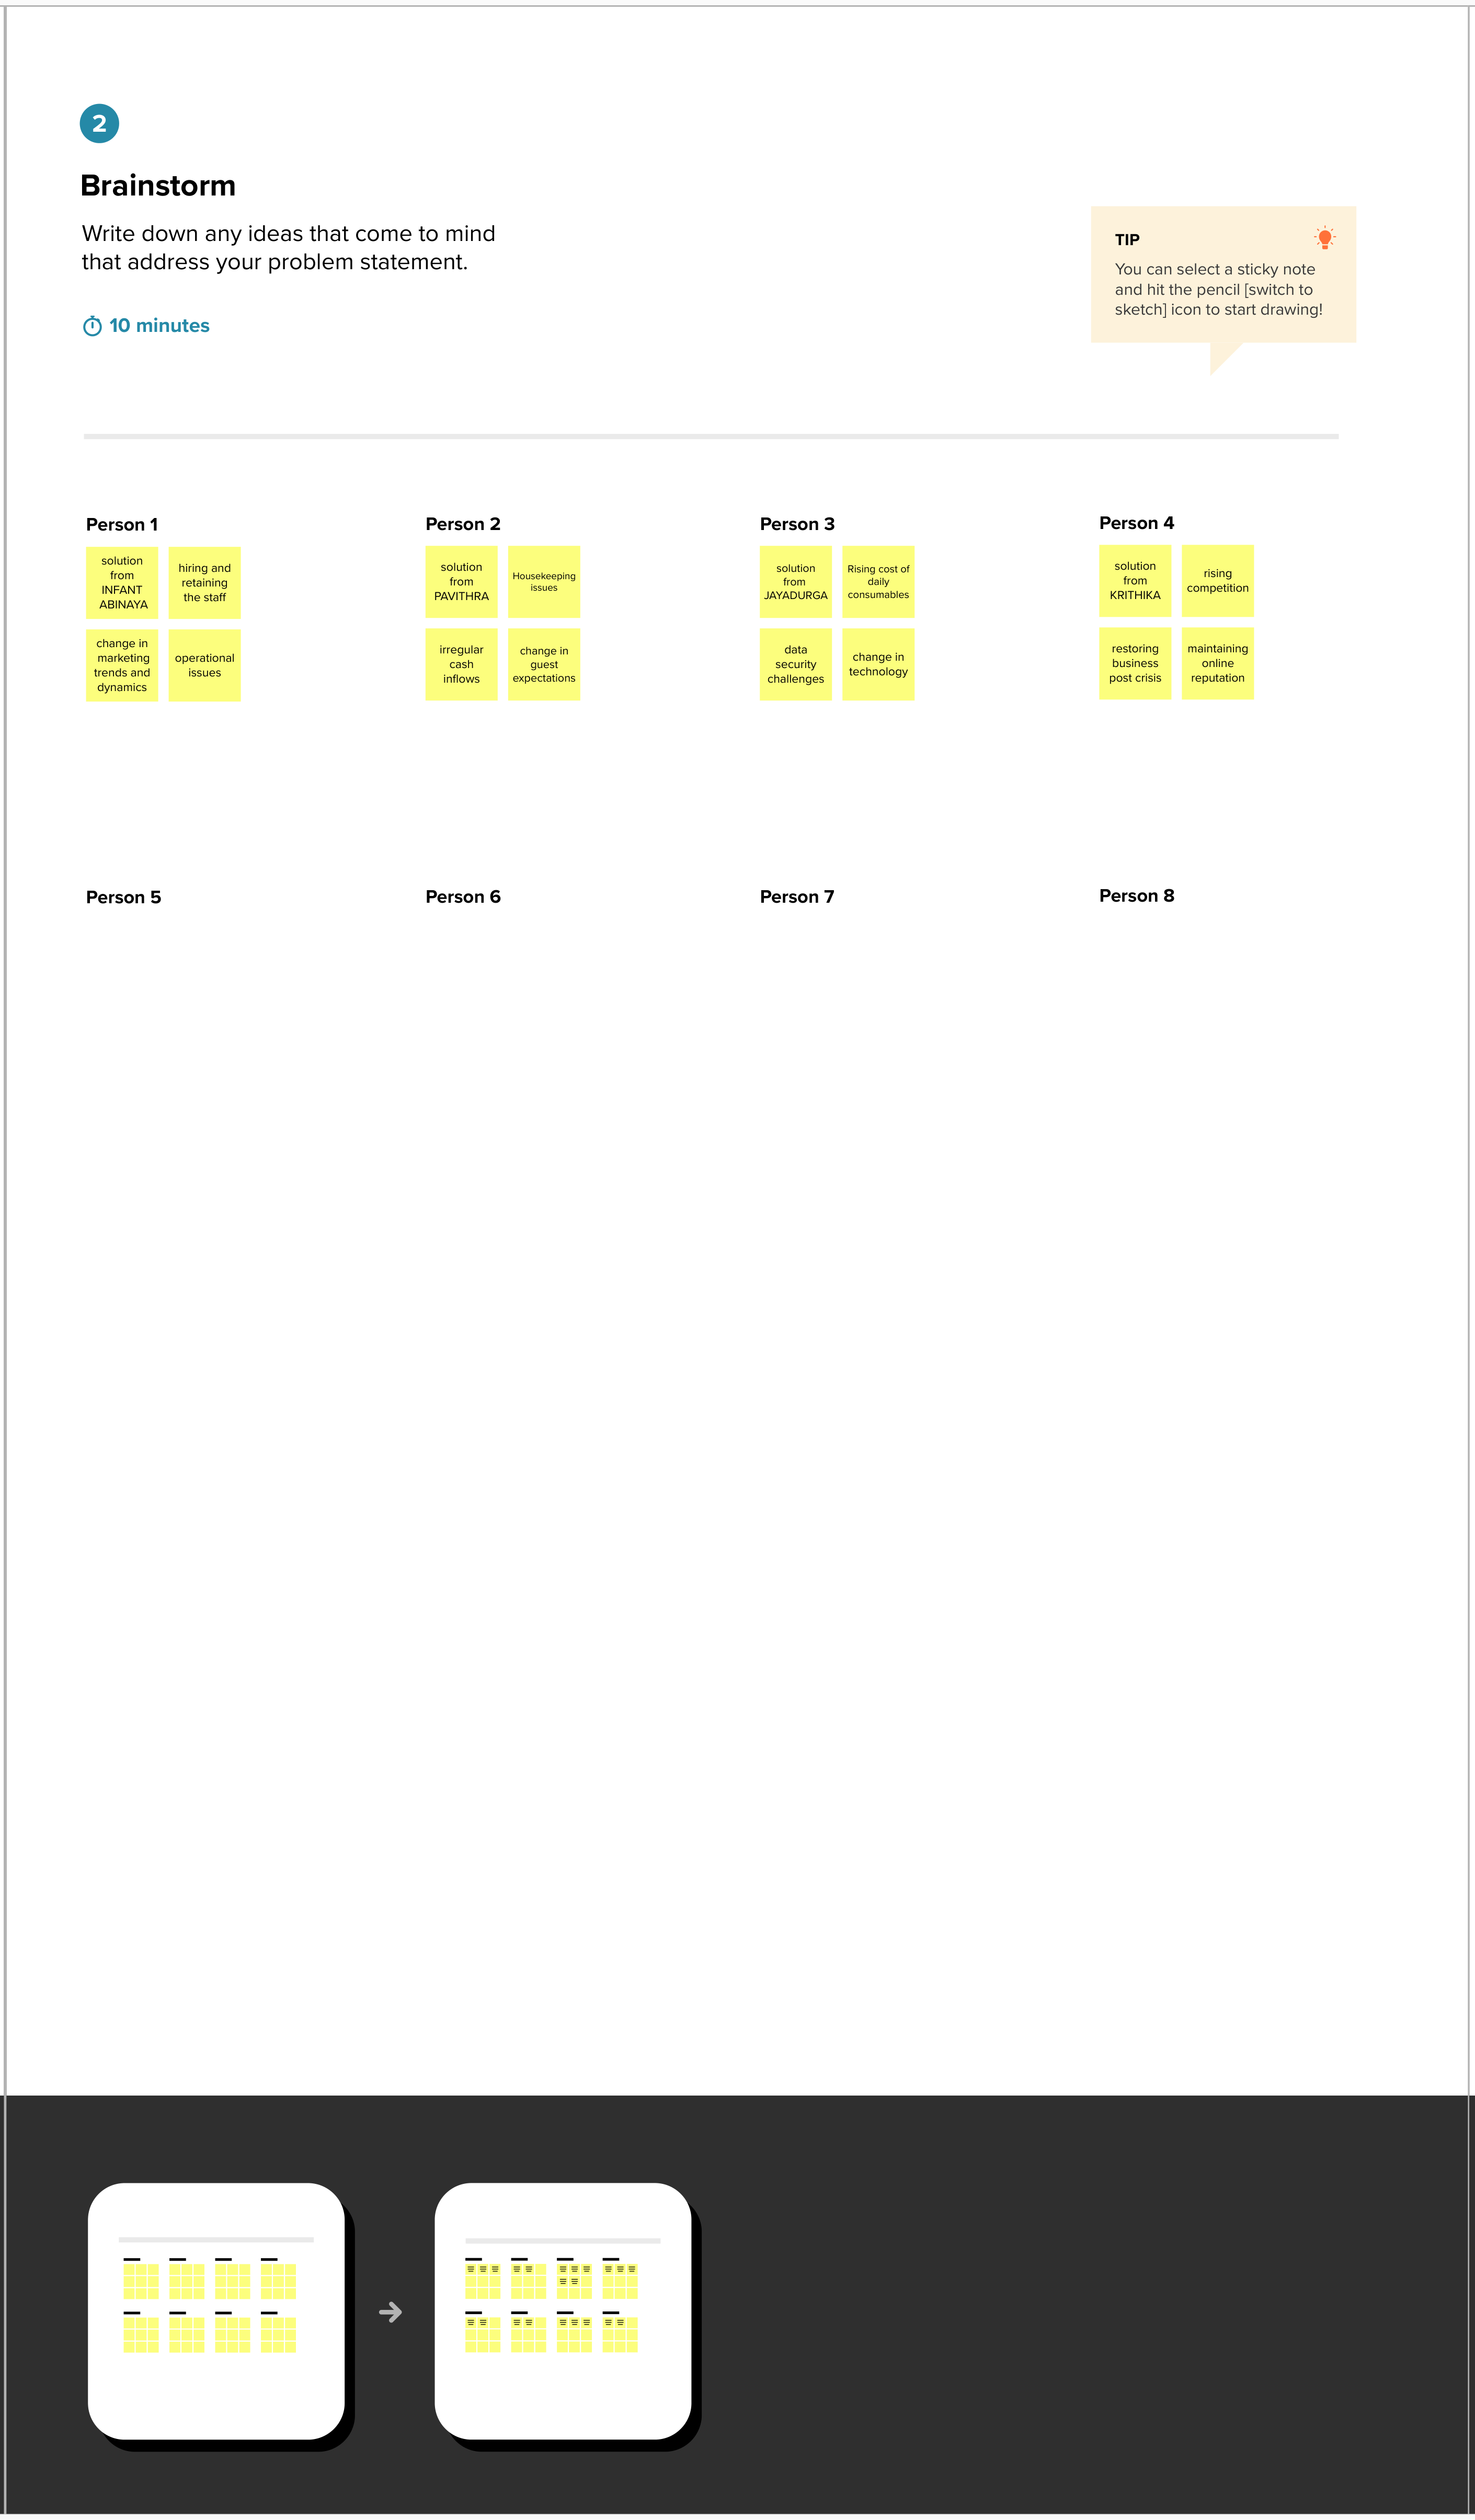 2
Brainstorm
Write down any ideas that come to mind
that address your problem statement.
10 minutes
TIP
You can select a sticky note
and hit the pencil [switch to
sketch] icon to start drawing!
Person 1
solution
from
INFANT
ABINAYA
hiring and
retaining
the staff
change in
marketing
trends and
dynamics
operational
issues
Person 2
solution
from
PAVITHRA
Housekeeping
issues
irregular
cash
inflows
change in
guest
expectations
Person 3
solution
from
JAYADURGA
Rising cost of
daily
consumables
data
security
challenges
change in
technology
Person 4
solution
from
KRITHIKA
rising
competition
restoring
business
post crisis
maintaining
online
reputation
Person 5
Person 6
Person 7
Person 8